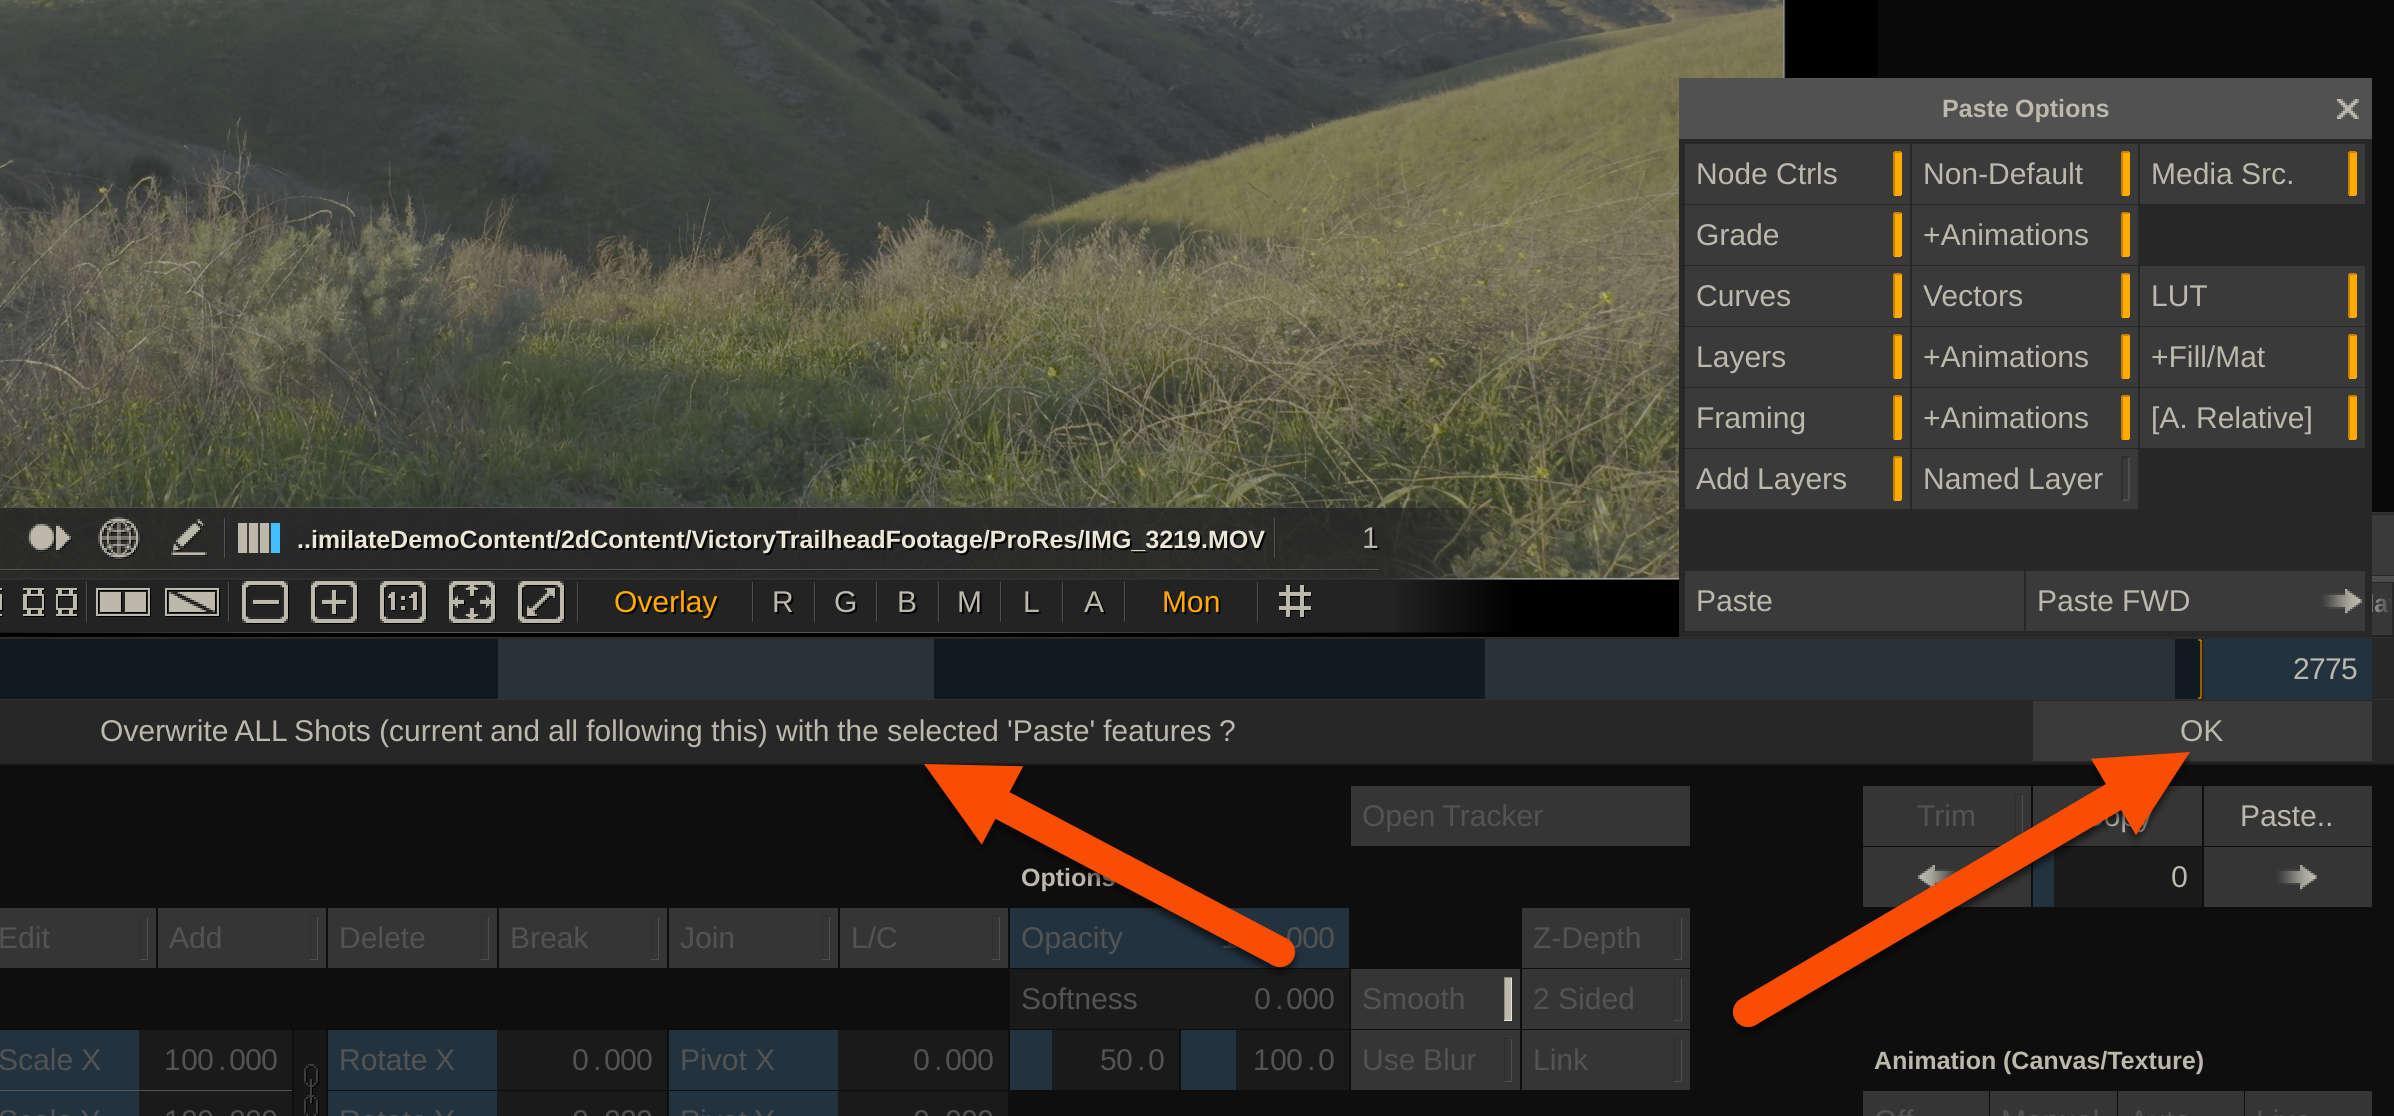 Paste Options
Node Ctrls Non-Default Media Src.
Grade +Animations
Curves Vectors LUT
Layers +Animations +Fill/Mat
Framing +Animations [A. Relative]
Add Layers Named Layer
..imilateDemoContent/2dContent/VictoryTrailheadFootage/ProRes/IMG_3219.MOV 1
1:1 Overlay R G B M L A Mon
Paste Paste FWD
2775
Overwrite ALL Shots (current and all following this) with the selected 'Paste' features ? OK
Open Tracker Trim Paste..
Options
0
Edit Add Delete Break Join L/C Opacity Z-Depth
Softness 0.000 Smooth 2 Sided
Scale X 100.000 Rotate X 0.000 Pivot X 0.000 50.0 100.0 Use Blur Link
Animation (Canvas/Texture)